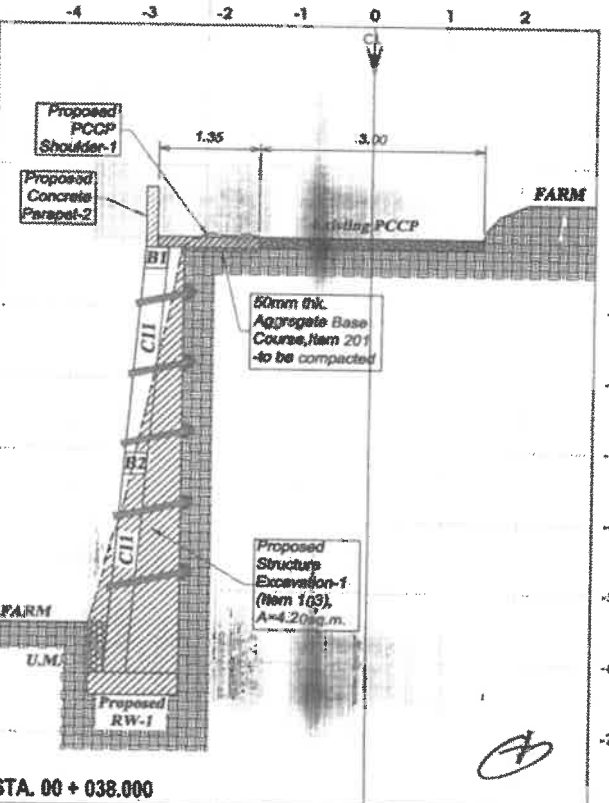 -4 -3 -2 -1 0 1 2
CL
Proposed
PCCP
Shoulder-1
1.35
3.00
Proposed
Concrete
Parapet-2
FARM
Existing PCCP
B1
50mm thk.
Aggregate Base
Course,Item 201
-to be compacted
C11
B2
C11
Proposed
Structure
Excavation-1
(Item 103),
A=4.20sq.m.
FARM
U.M.
Proposed
RW-1
STA. 00 + 038.000